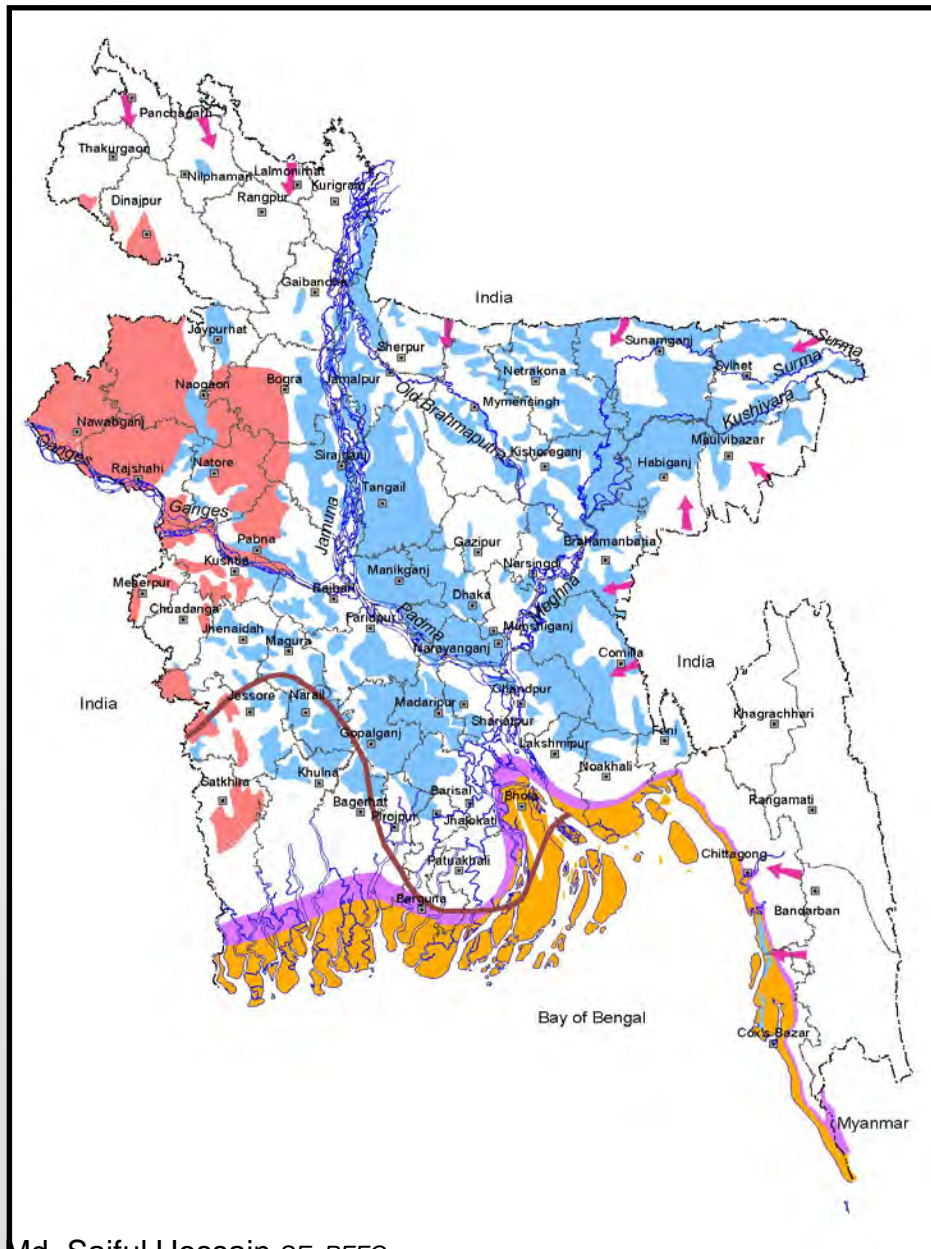 Panchagarh
Thakurgaon
Lalmonirhat
Nilphamari
Kurigram
Dinajpur
Rangpur
Gaibandha
India
Joypurhat
Sherpur
Sunamganj
Surma
Surma
Sylhet
Netrakona
Naogaon
Bogra
Jamalpur
Old Brahmaputra
Mymensingh
Kushiyara
Nawabganj
Maulvibazar
Ganges
Kishoreganj
Rajshahi
Natore
Sirajganj
Habiganj
Tangail
Ganges
Jamuna
Pabna
Gazipur
Brahamanbaria
Kushtia
Narsingdi
Meherpur
Manikganj
Rajbari
Dhaka
Meghna
Chuadanga
Faridpur
Padma
Munshiganj
Jhenaidah
Magura
Narayanganj
Comilla
India
India
Chandpur
Jessore
Narail
Madaripur
Khagrachhari
Shariatpur
Gopalganj
Lakshmipur
Feni
Khulna
Noakhali
Satkhira
Barisal
Bhola
Bagerhat
Rangamati
Pirojpur
Jhalokati
Chittagong
Patuakhali
Bandarban
Barguna
Bay of Bengal
Cox's Bazar
Myanmar
Md. Saiful Hossain